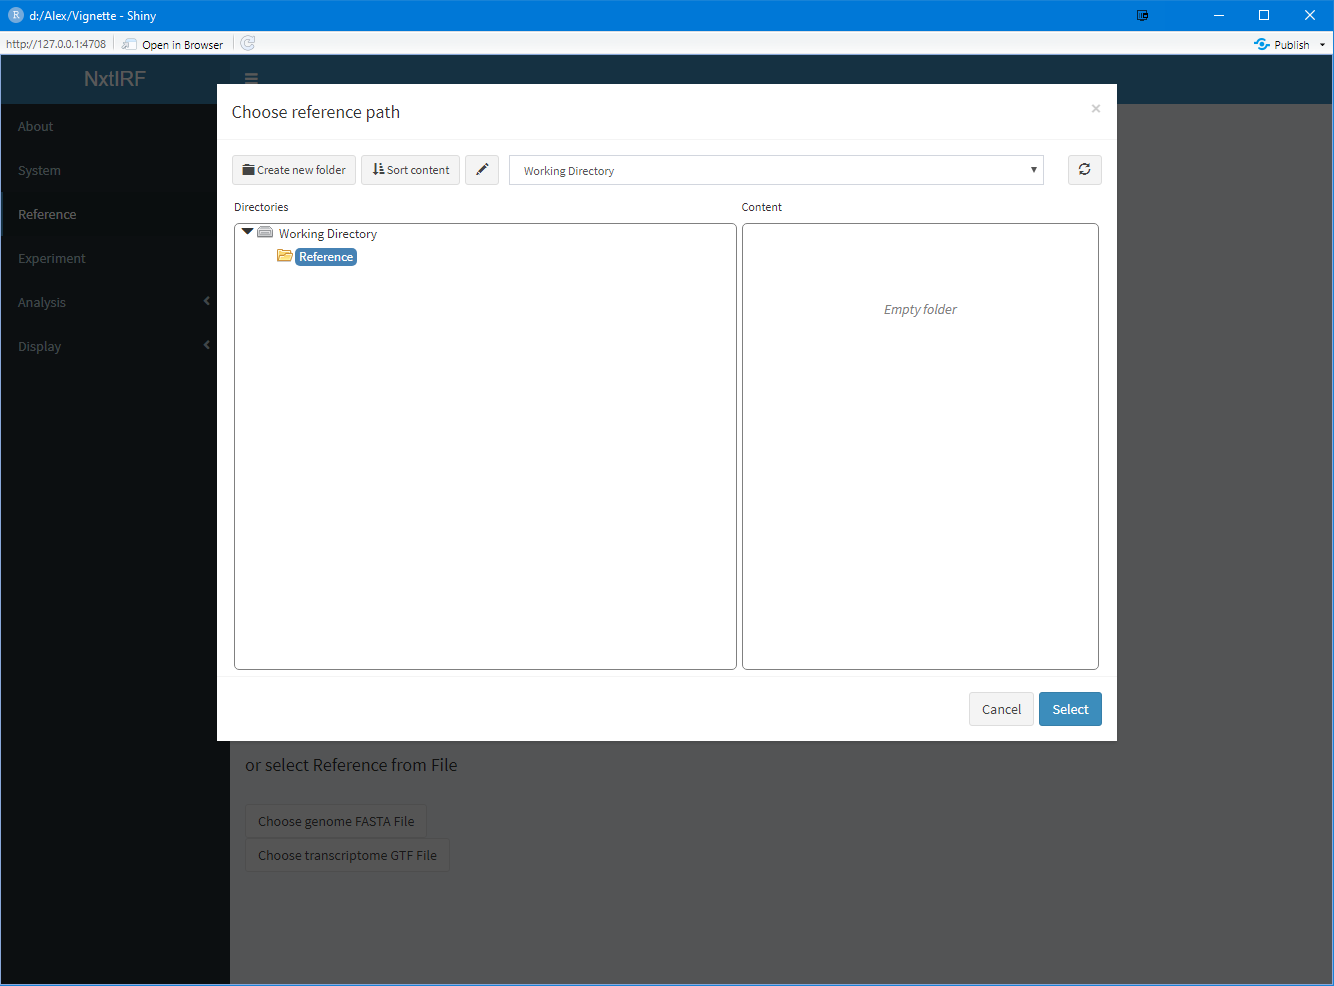 R d:/Alex/Vignette - Shiny
http://127.0.0.1:4708 Open in Browser Publish
NxtIRF
Choose reference path ×
About
System
Reference
Experiment
Analysis
Display
Create new folder Sort content Working Directory
Directories Content
Working Directory
Reference
Empty folder
Cancel Select
or select Reference from File
Choose genome FASTA File
Choose transcriptome GTF File